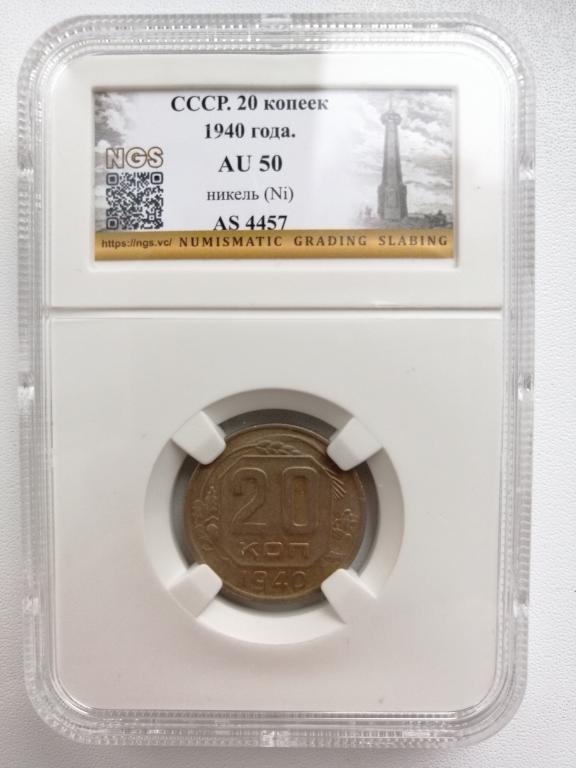 СССР. 20 копеек
1940 года.
NGS
AU 50
никель (Ni)
AS 4457
https://ngs.vc/ NUMISMATIC GRADING SLABING
20
КОП
1940